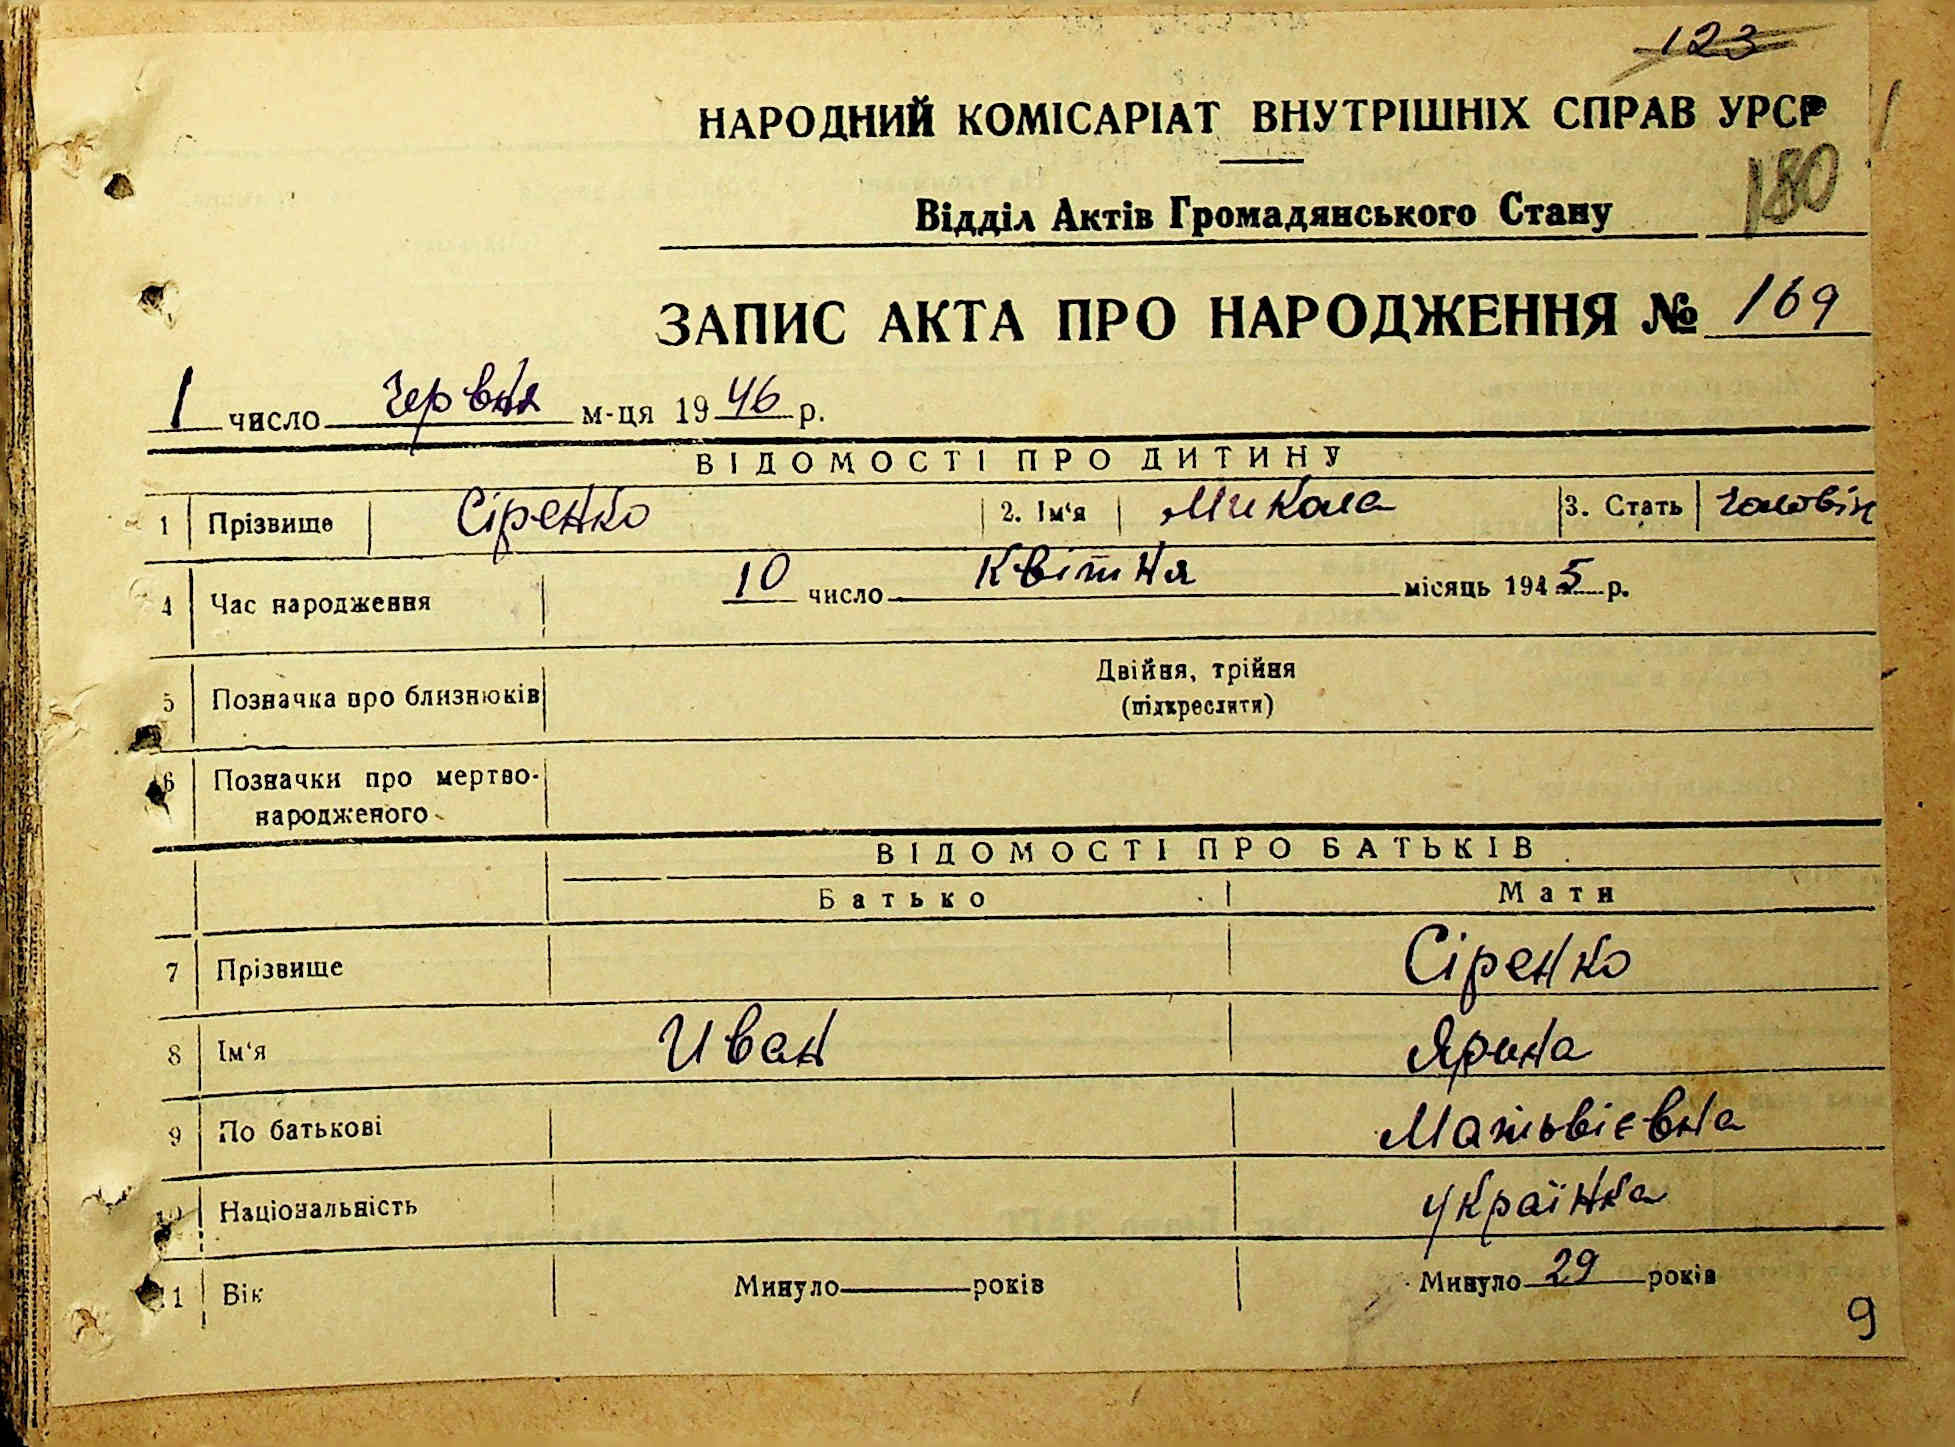 123
НАРОДНИЙ КОМІСАРІАТ ВНУТРІШНІХ СПРАВ УРСР
180
Відділ Актів Громадянського Стану
ЗАПИС АКТА ПРО НАРОДЖЕННЯ № 169
1 число червня м-ця 1946 р.
ВІДОМОСТІ ПРО ДИТИНУ
1 Прізвище Сіренко 2. Ім'я Микола 3. Стать чоловіч
4 Час народження 10 число Квітня місяць 1945 р.
5 Позначка про близнюків Двійня, трійня
(підкреслити)
6 Позначки про мертво-
народженого
ВІДОМОСТІ ПРО БАТЬКІВ
Батько Мати
7 Прізвище Сіренко
8 Ім'я Иван Ярина
9 По батькові Матьвієвна
10 Національність українка
11 Вік Минуло років Минуло 29 років
9